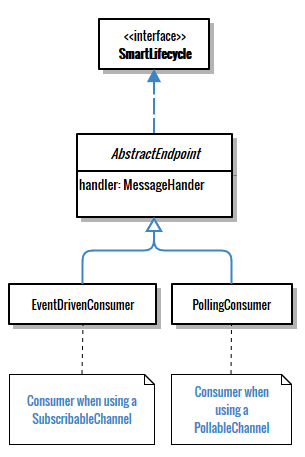 <<interface>>
SmartLifecycle
AbstractEndpoint
handler: MessageHander
EventDrivenConsumer
PollingConsumer
Consumer when using a
SubscribableChannel
Consumer when
using a
PollableChannel